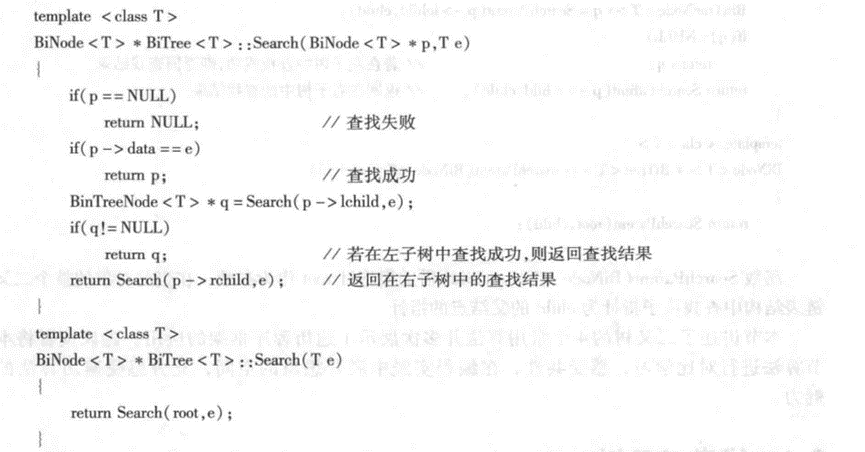 template <class T>
BiNode<T> * BiTree<T>::Search(BiNode<T> * p,T e)
{
if(p==NULL)
return NULL; // 查找失败
if(p->data==e)
return p; // 查找成功
BinTreeNode<T> * q=Search(p->lchild,e);
if(q!=NULL)
return q; // 若在左子树中查找成功,则返回查找结果
return Search(p->rchild,e); // 返回在右子树中的查找结果
}
template <class T>
BiNode<T> * BiTree<T>::Search(T e)
{
return Search(root,e);
}